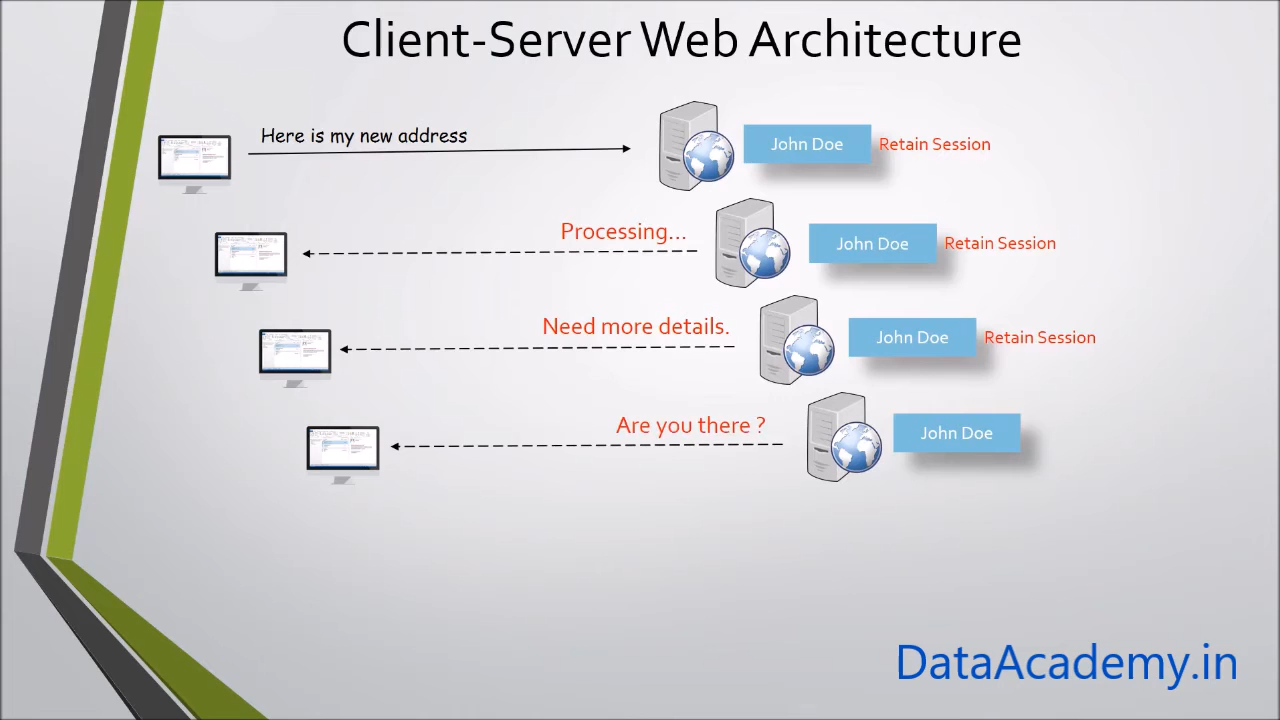 Client-Server Web Architecture
Here is my new address
John Doe
Retain Session
Processing...
John Doe
Retain Session
Need more details.
John Doe
Retain Session
Are you there ?
John Doe
DataAcademy.in